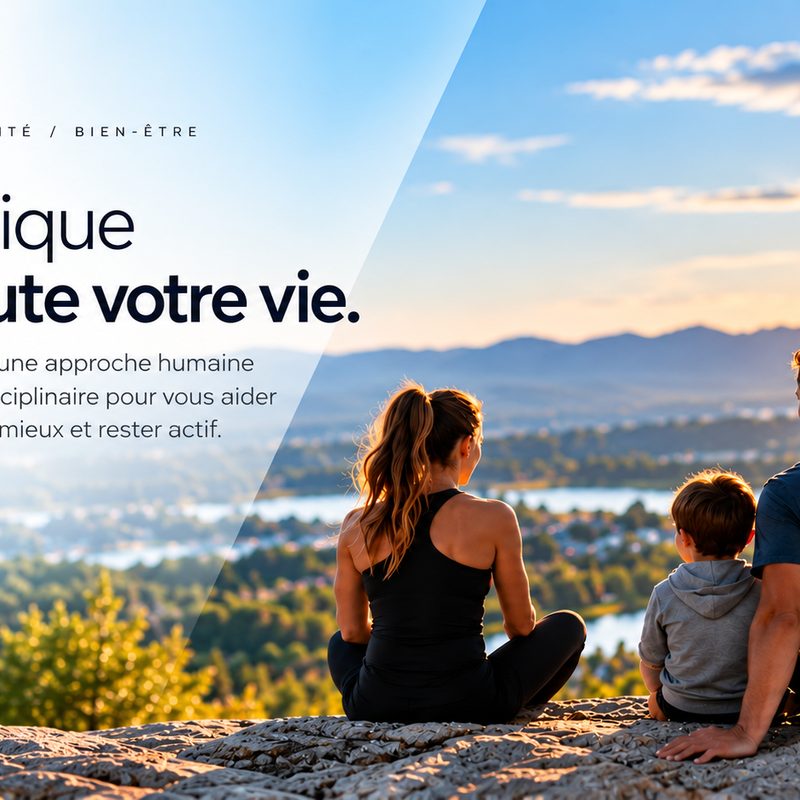 ITÉ / BIEN-ÊTRE
ique
ute votre vie.
une approche humaine
ciplinaire pour vous aider
mieux et rester actif.